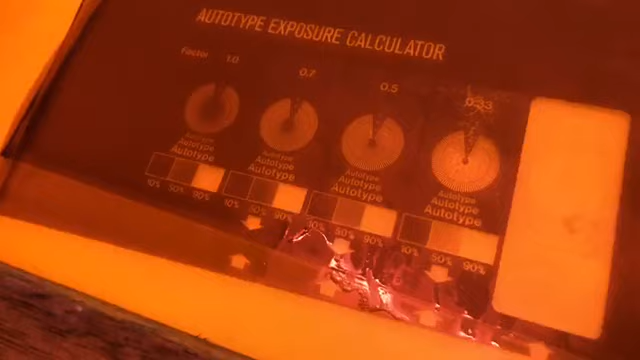 AUTOTYPE EXPOSURE CALCULATOR
Factor 1.0 0.7 0.5 0.33
Autotype Autotype Autotype Autotype
Autotype Autotype Autotype Autotype
Autotype Autotype Autotype Autotype
10% 50% 90% 10% 50% 90% 10% 50% 90% 10% 50% 90%